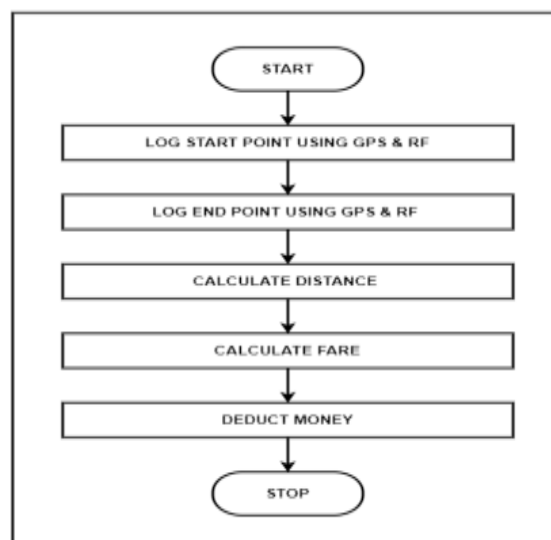 START
LOG START POINT USING GPS & RF
LOG END POINT USING GPS & RF
CALCULATE DISTANCE
CALCULATE FARE
DEDUCT MONEY
STOP